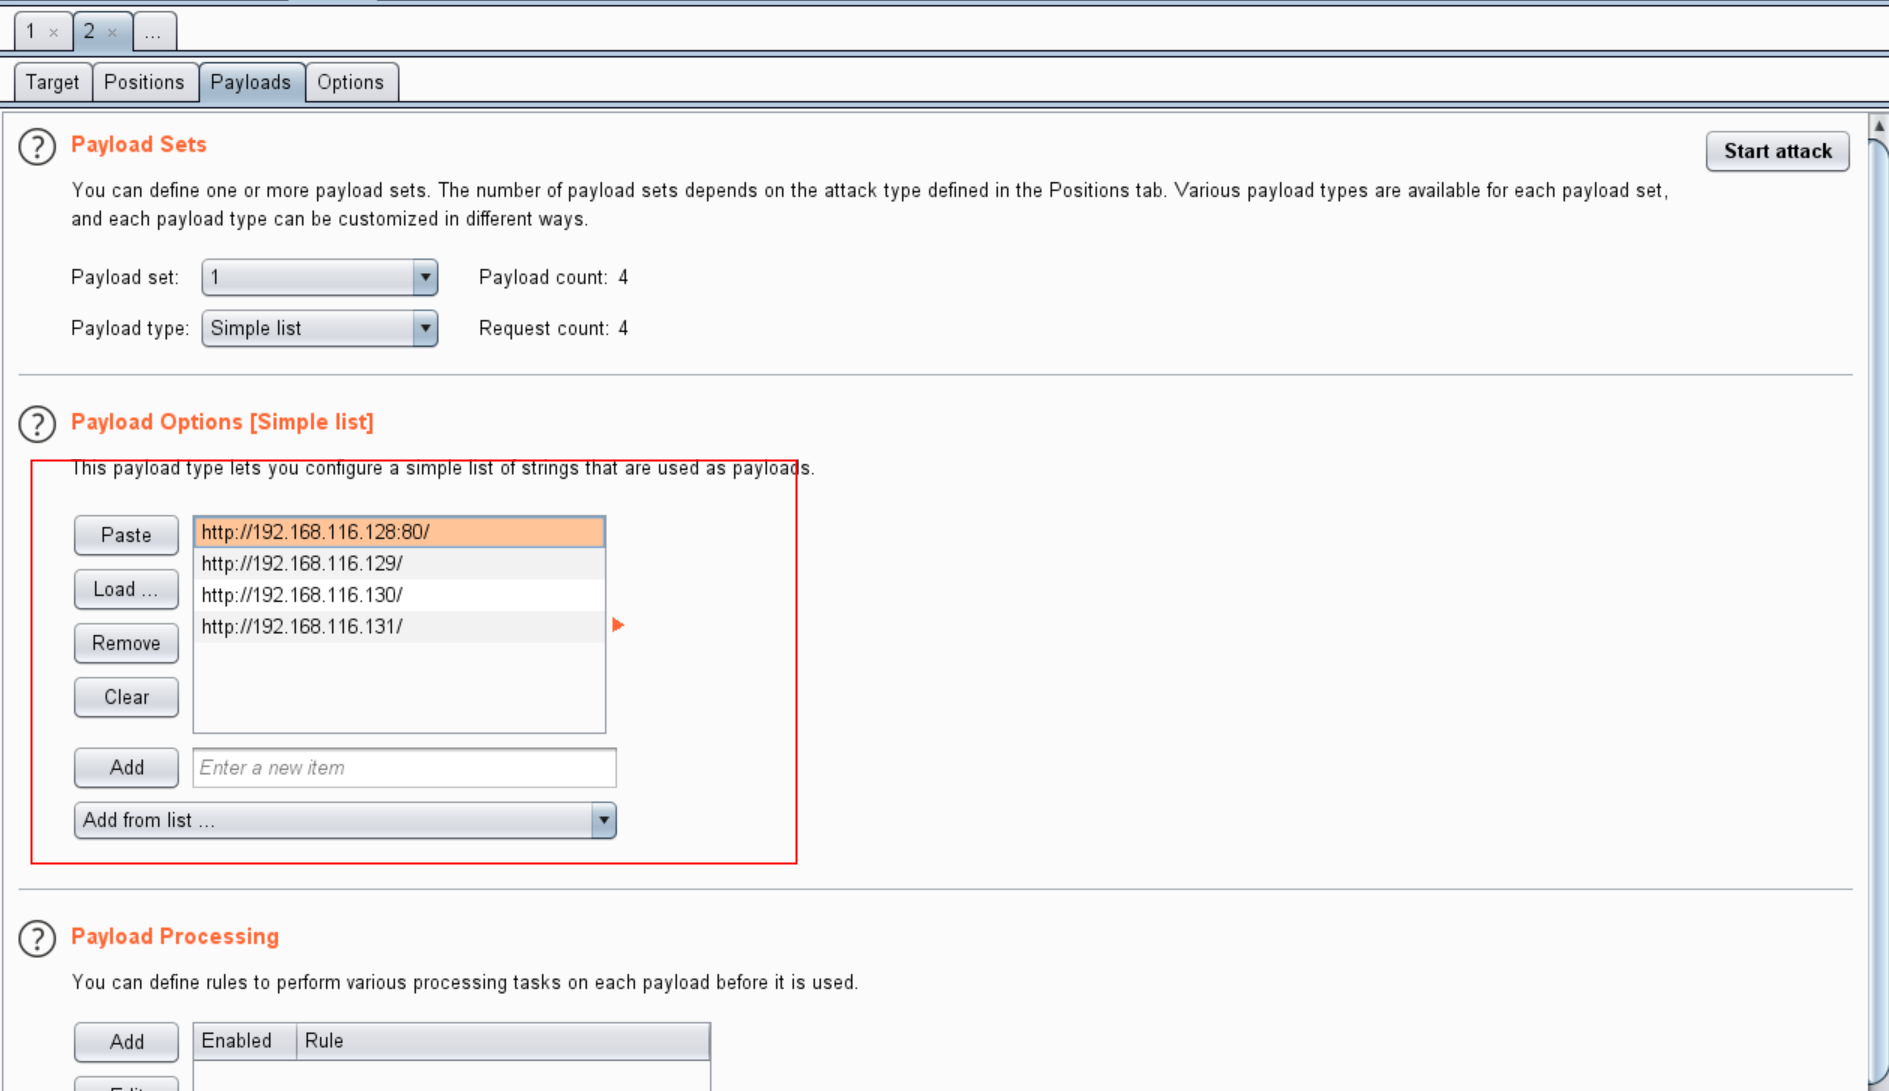 1 × 2 × ...
Target Positions Payloads Options
? Payload Sets
Start attack
You can define one or more payload sets. The number of payload sets depends on the attack type defined in the Positions tab. Various payload types are available for each payload set,
and each payload type can be customized in different ways.
Payload set: 1 Payload count: 4
Payload type: Simple list Request count: 4
? Payload Options [Simple list]
This payload type lets you configure a simple list of strings that are used as payloads.
Paste
Load ...
Remove
Clear
http://192.168.116.128:80/
http://192.168.116.129/
http://192.168.116.130/
http://192.168.116.131/
Add Enter a new item
Add from list ...
? Payload Processing
You can define rules to perform various processing tasks on each payload before it is used.
Add Enabled Rule